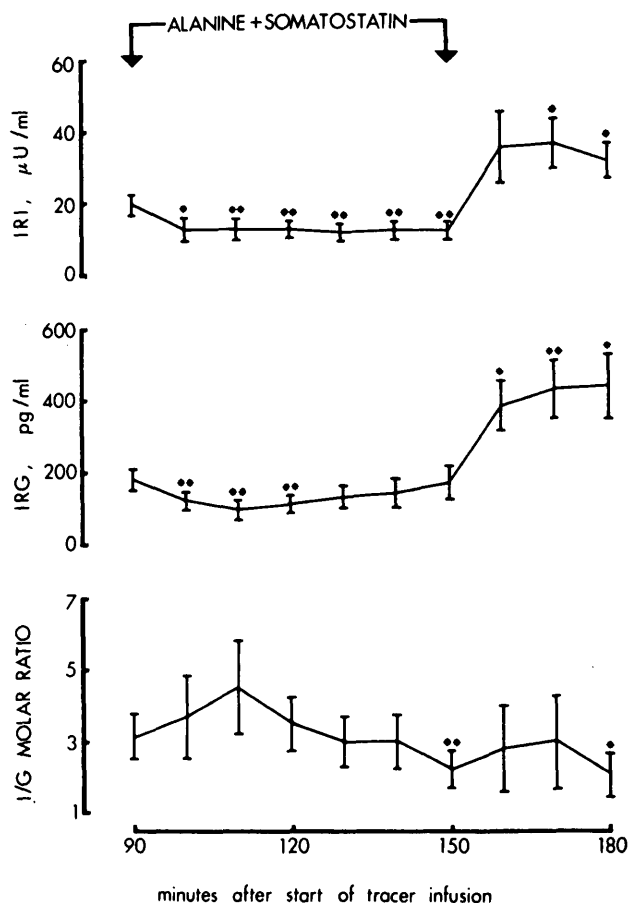 ALANINE + SOMATOSTATIN
IRI, μU/ml
60
40
20
0
IRG, pg/ml
600
400
200
0
I/G MOLAR RATIO
7
5
3
1
90 120 150 180
minutes after start of tracer infusion